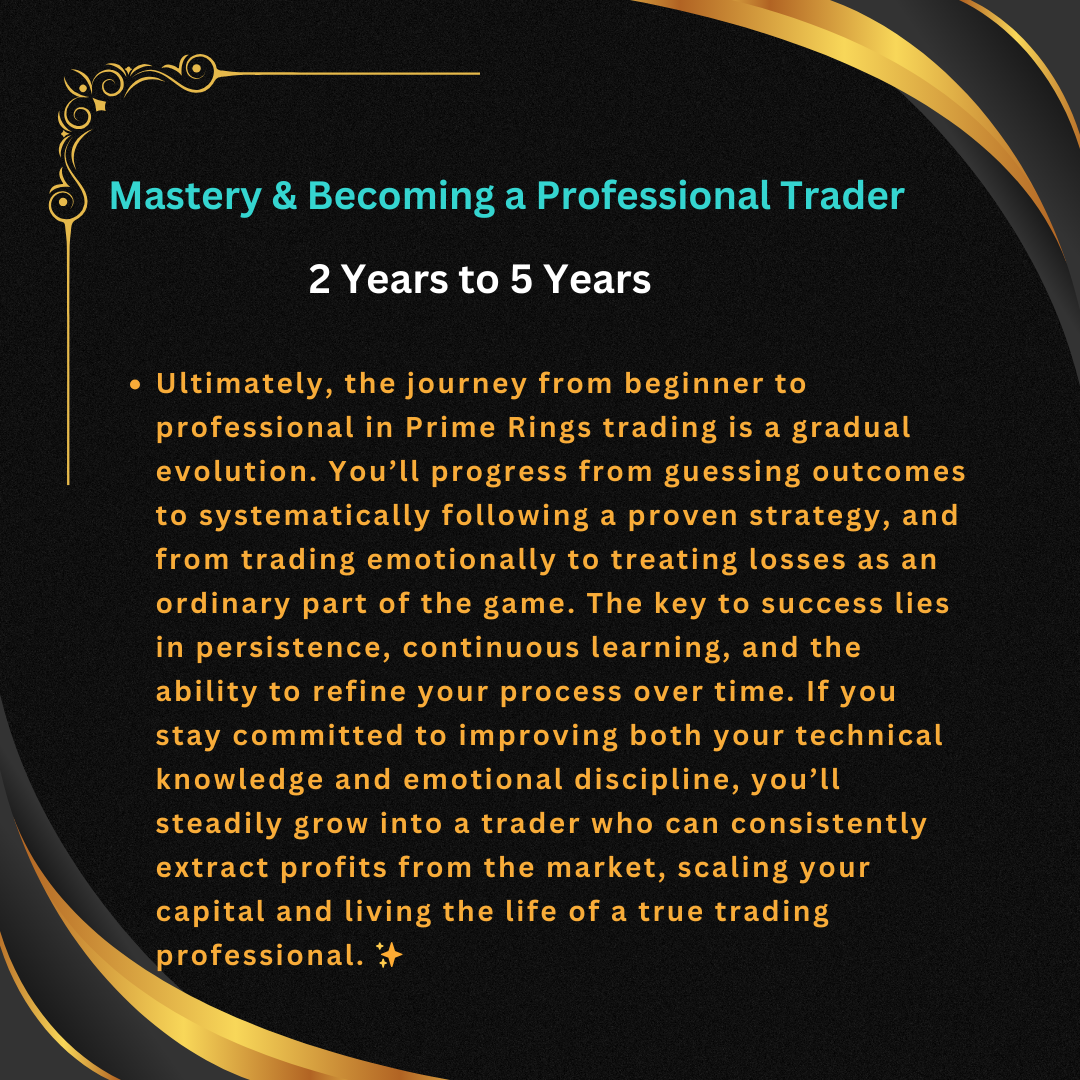 Mastery & Becoming a Professional Trader
2 Years to 5 Years
• Ultimately, the journey from beginner to
professional in Prime Rings trading is a gradual
evolution. You’ll progress from guessing outcomes
to systematically following a proven strategy, and
from trading emotionally to treating losses as an
ordinary part of the game. The key to success lies
in persistence, continuous learning, and the
ability to refine your process over time. If you
stay committed to improving both your technical
knowledge and emotional discipline, you’ll
steadily grow into a trader who can consistently
extract profits from the market, scaling your
capital and living the life of a true trading
professional. ✨